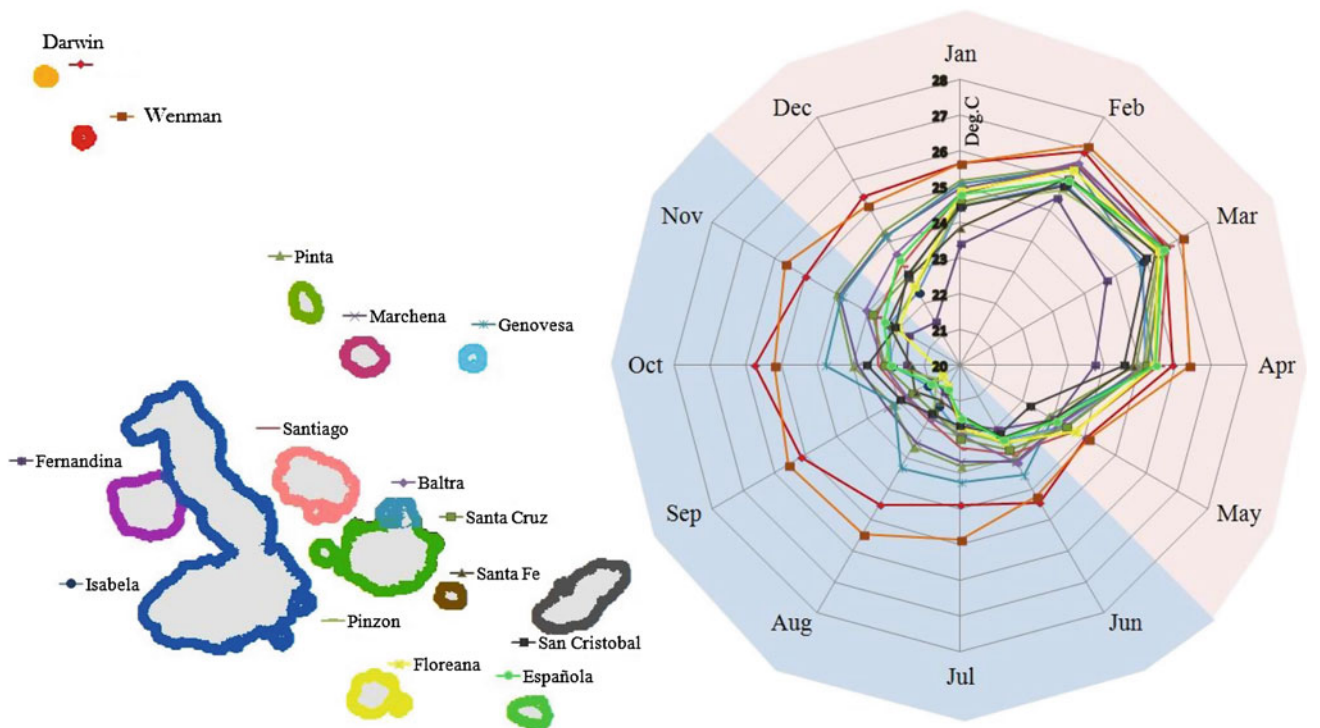 Darwin
Wenman
Pinta
Marchena
Genovesa
Santiago
Fernandina
Baltra
Santa Cruz
Santa Fe
Isabela
Pinzon
San Cristobal
Floreana
Española
Jan
Feb
Mar
Apr
May
Jun
Jul
Aug
Sep
Oct
Nov
Dec
Deg.C
28
27
26
25
24
23
22
21
20